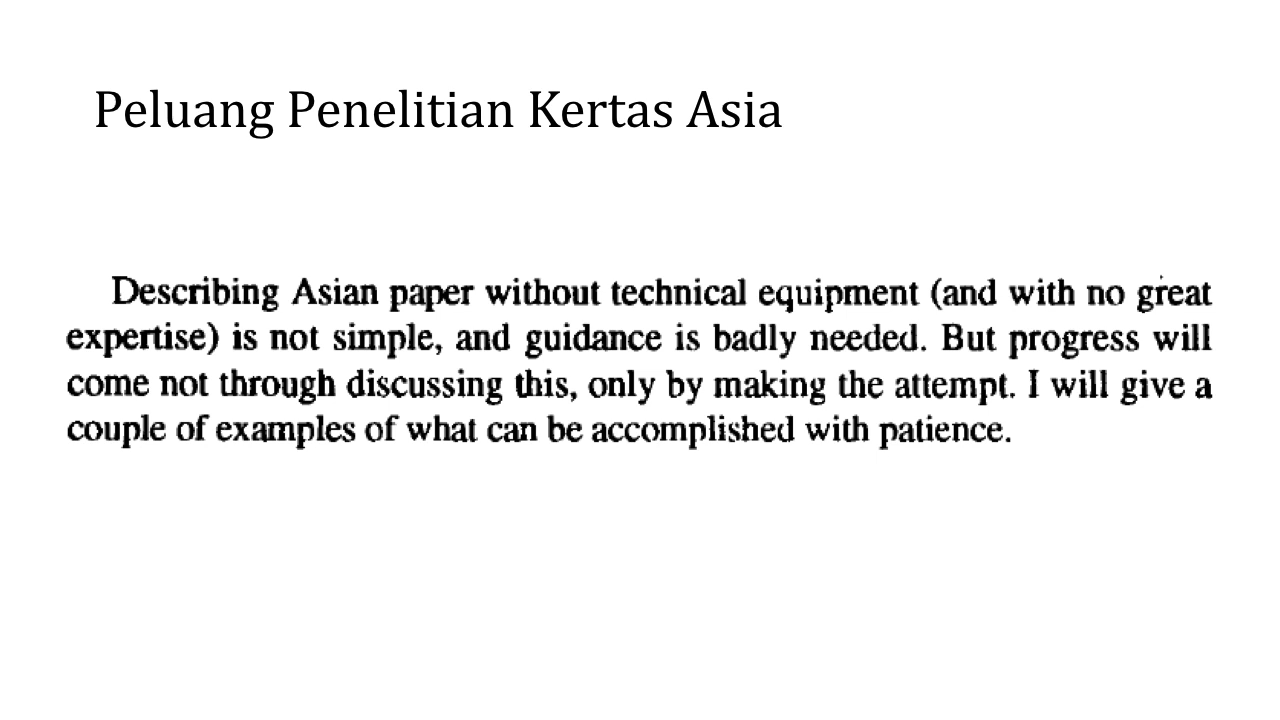 Peluang Penelitian Kertas Asia
Describing Asian paper without technical equipment (and with no great
expertise) is not simple, and guidance is badly needed. But progress will
come not through discussing this, only by making the attempt. I will give a
couple of examples of what can be accomplished with patience.